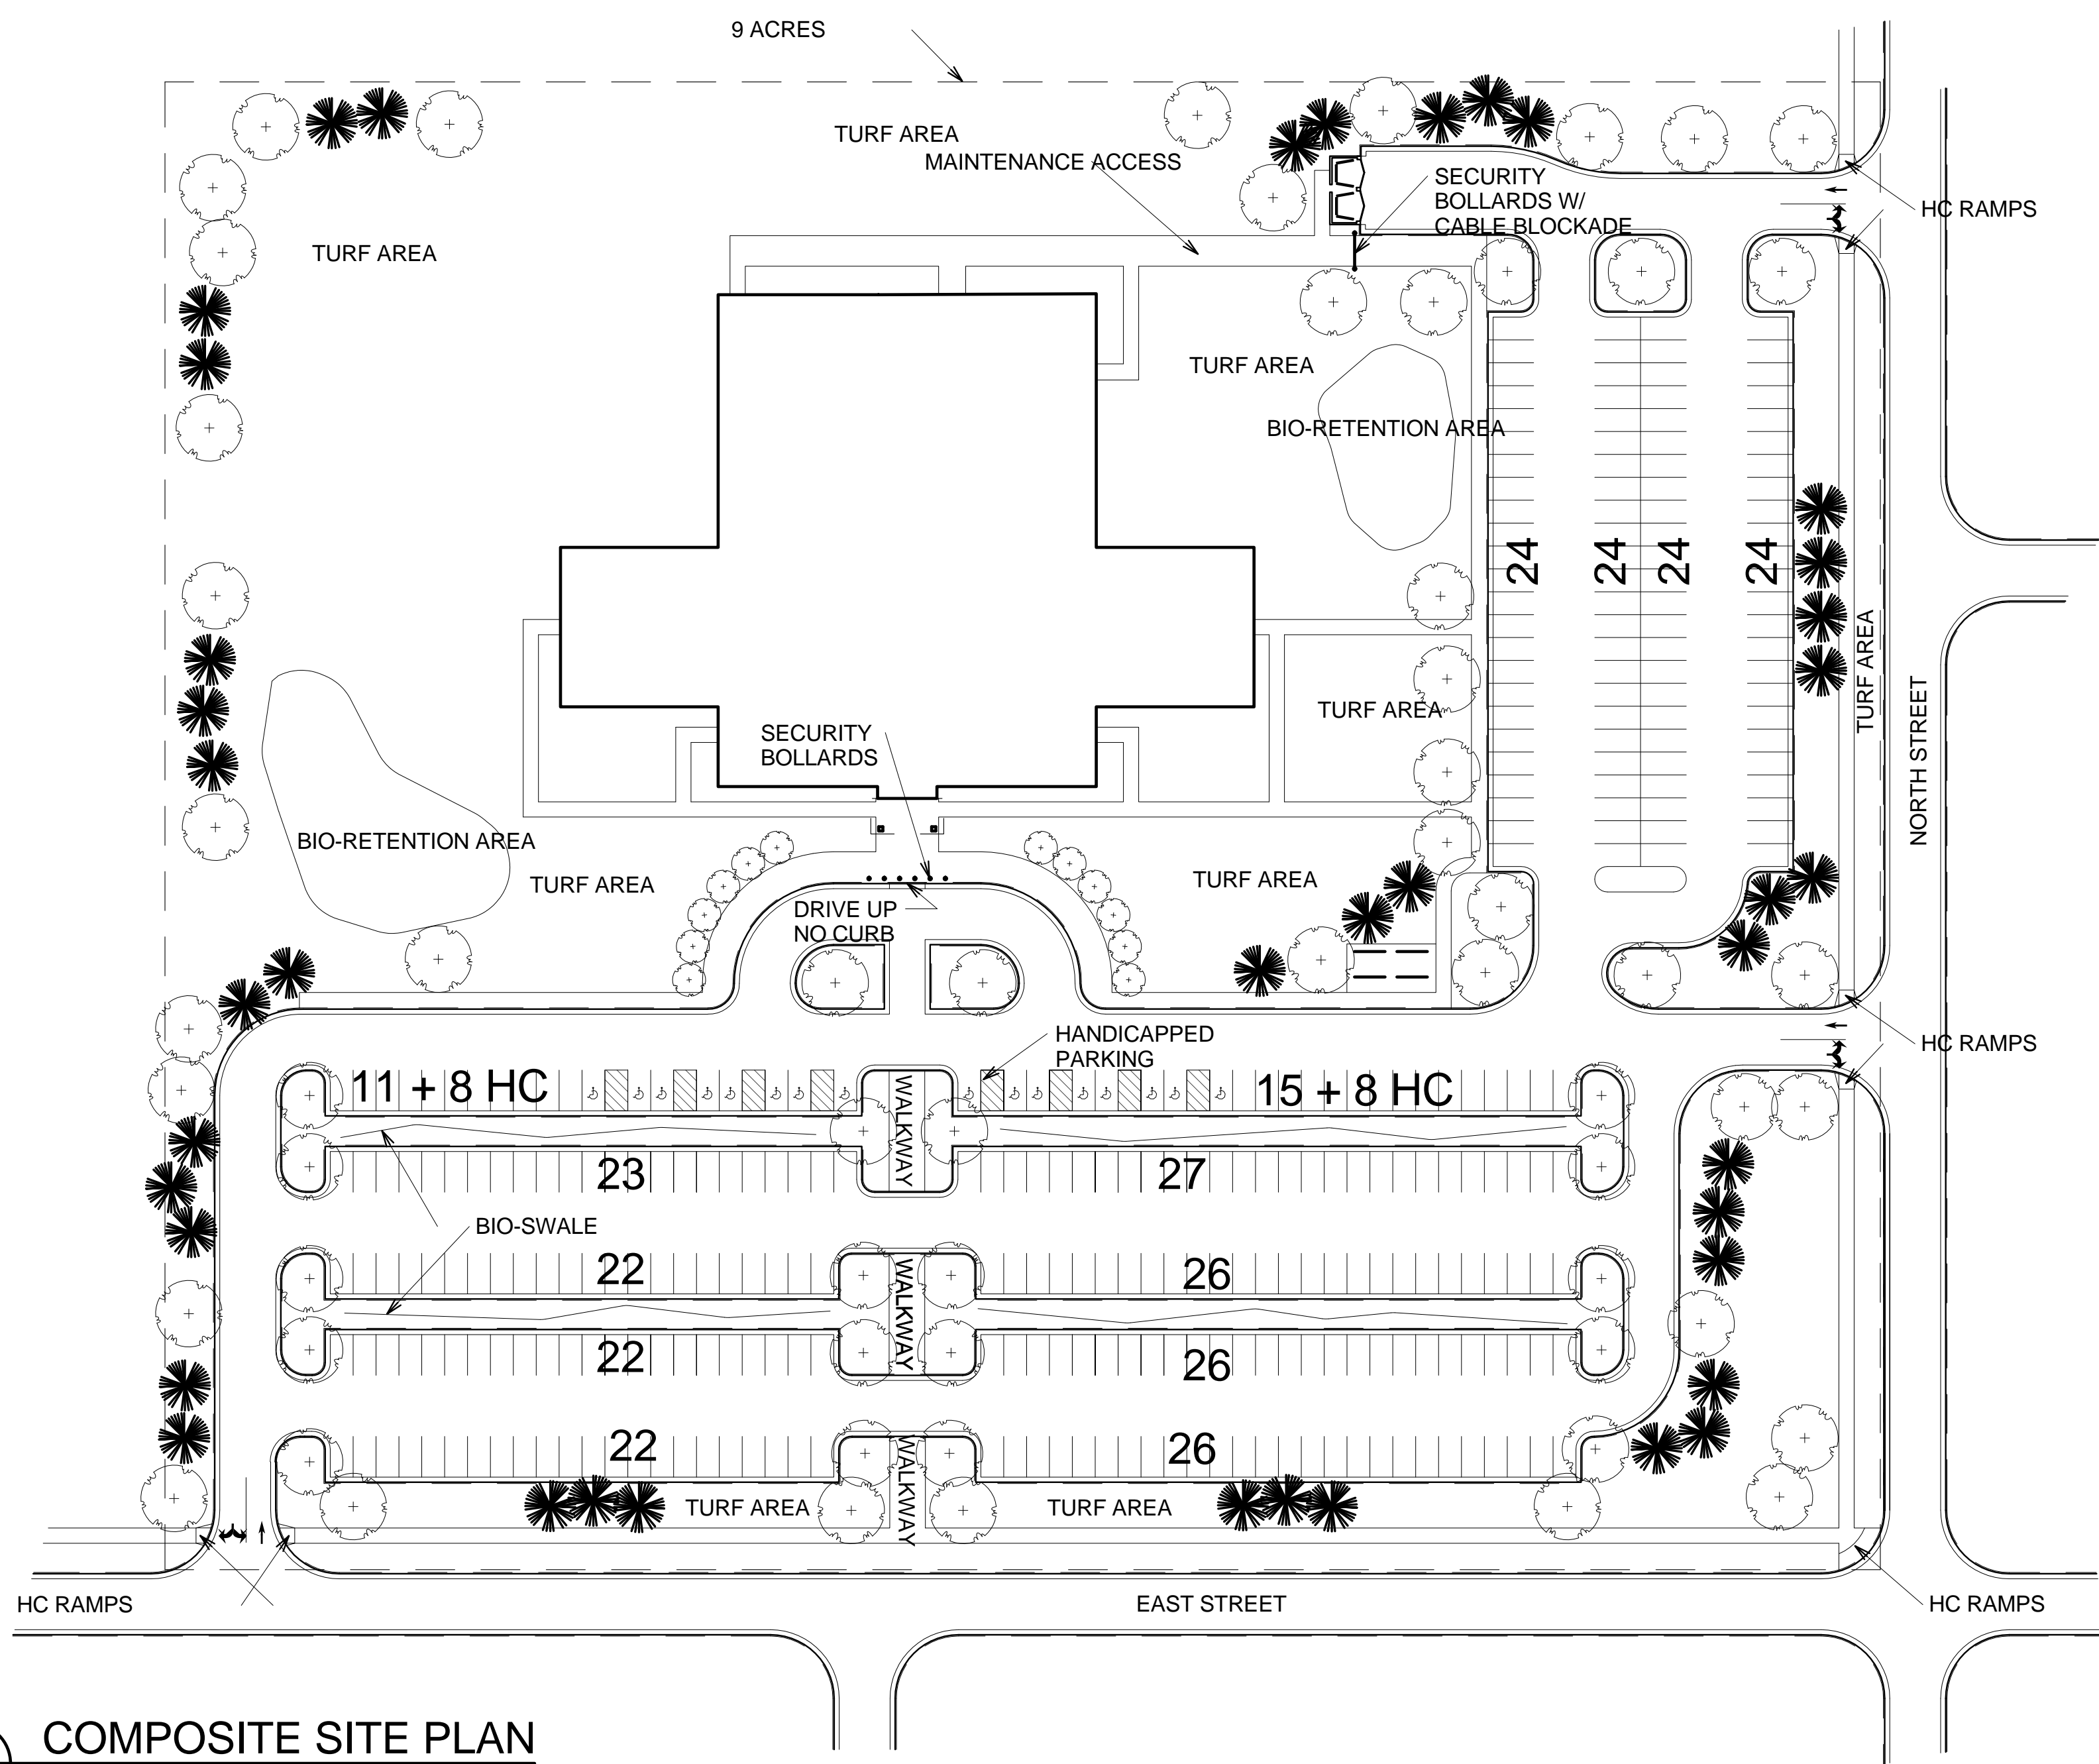 9 ACRES
TURF AREA
MAINTENANCE ACCESS
SECURITY
BOLLARDS W/
CABLE BLOCKADE
HC RAMPS
TURF AREA
TURF AREA
BIO-RETENTION AREA
24
24
24
24
TURF AREA
NORTH STREET
TURF AREA
SECURITY
BOLLARDS
BIO-RETENTION AREA
TURF AREA
TURF AREA
DRIVE UP
NO CURB
HANDICAPPED
PARKING
HC RAMPS
11 + 8 HC
WALKWAY
15 + 8 HC
23
27
BIO-SWALE
22
WALKWAY
26
22
26
22
WALKWAY
26
TURF AREA
TURF AREA
HC RAMPS
EAST STREET
HC RAMPS
COMPOSITE SITE PLAN